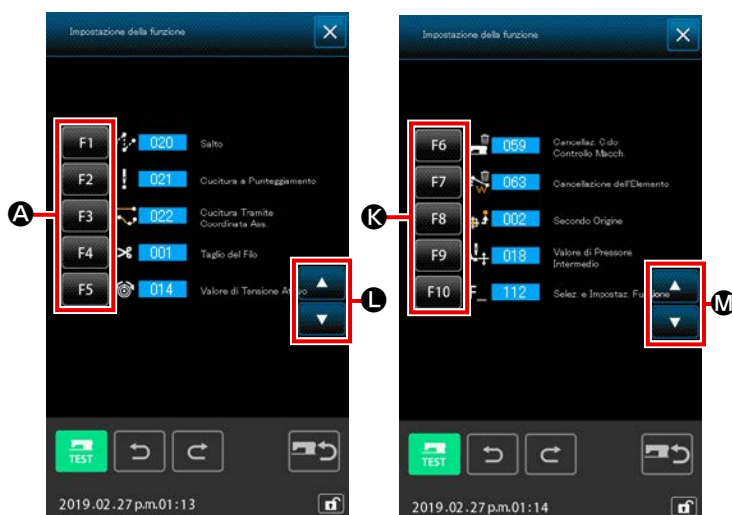 Impostazione della funzione
F1 020 Salto
F2 021 Cucitura a Punteggiamento
F3 022 Cucitura Tramite
Coordinata Ass.
F4 001 Taglio del Filo
F5 014 Valore di Tensione
A
L
TEST
2019.02.27 p.m.01:13
Impostazione della funzione
F6 059 Cancellaz. C.do
Controllo Macch.
F7 063 Cancellazione dell'Elemento
W
F8 002 Secondo Origine
F9 018 Valore di Pressore
Intermedio
F10 F_ 112 Selez. e Impostaz. Funzione
K
M
TEST
2019.02.27 p.m.01:14